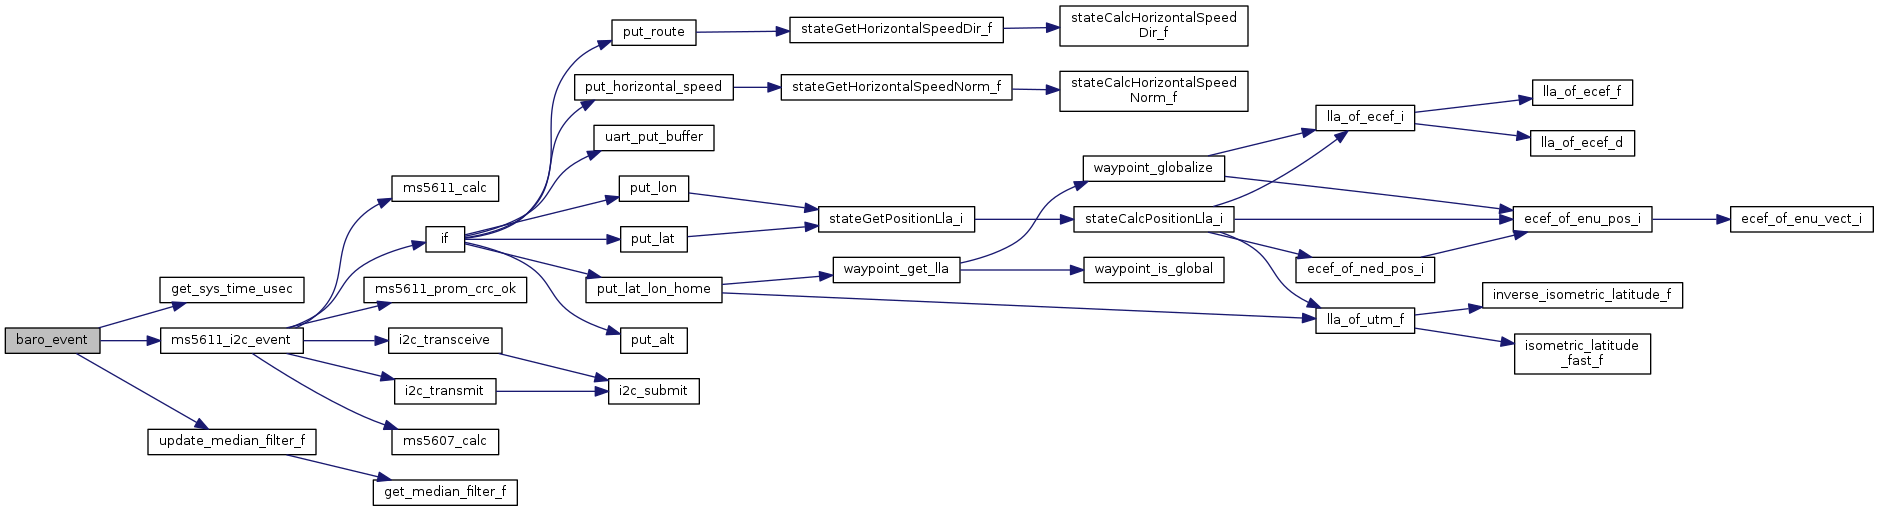 baro_event
get_sys_time_usec
ms5611_i2c_event
update_median_filter_f
ms5611_calc
if
ms5611_prom_crc_ok
i2c_transceive
i2c_transmit
ms5607_calc
get_median_filter_f
put_route
put_horizontal_speed
uart_put_buffer
put_lon
put_lat
put_lat_lon_home
put_alt
i2c_submit
stateGetHorizontalSpeedDir_f
stateGetHorizontalSpeedNorm_f
stateGetPositionLla_i
waypoint_get_lla
stateCalcHorizontalSpeed
Dir_f
stateCalcHorizontalSpeed
Norm_f
waypoint_globalize
stateCalcPositionLla_i
waypoint_is_global
lla_of_ecef_i
ecef_of_ned_pos_i
lla_of_utm_f
lla_of_ecef_f
lla_of_ecef_d
ecef_of_enu_pos_i
inverse_isometric_latitude_f
isometric_latitude
_fast_f
ecef_of_enu_vect_i